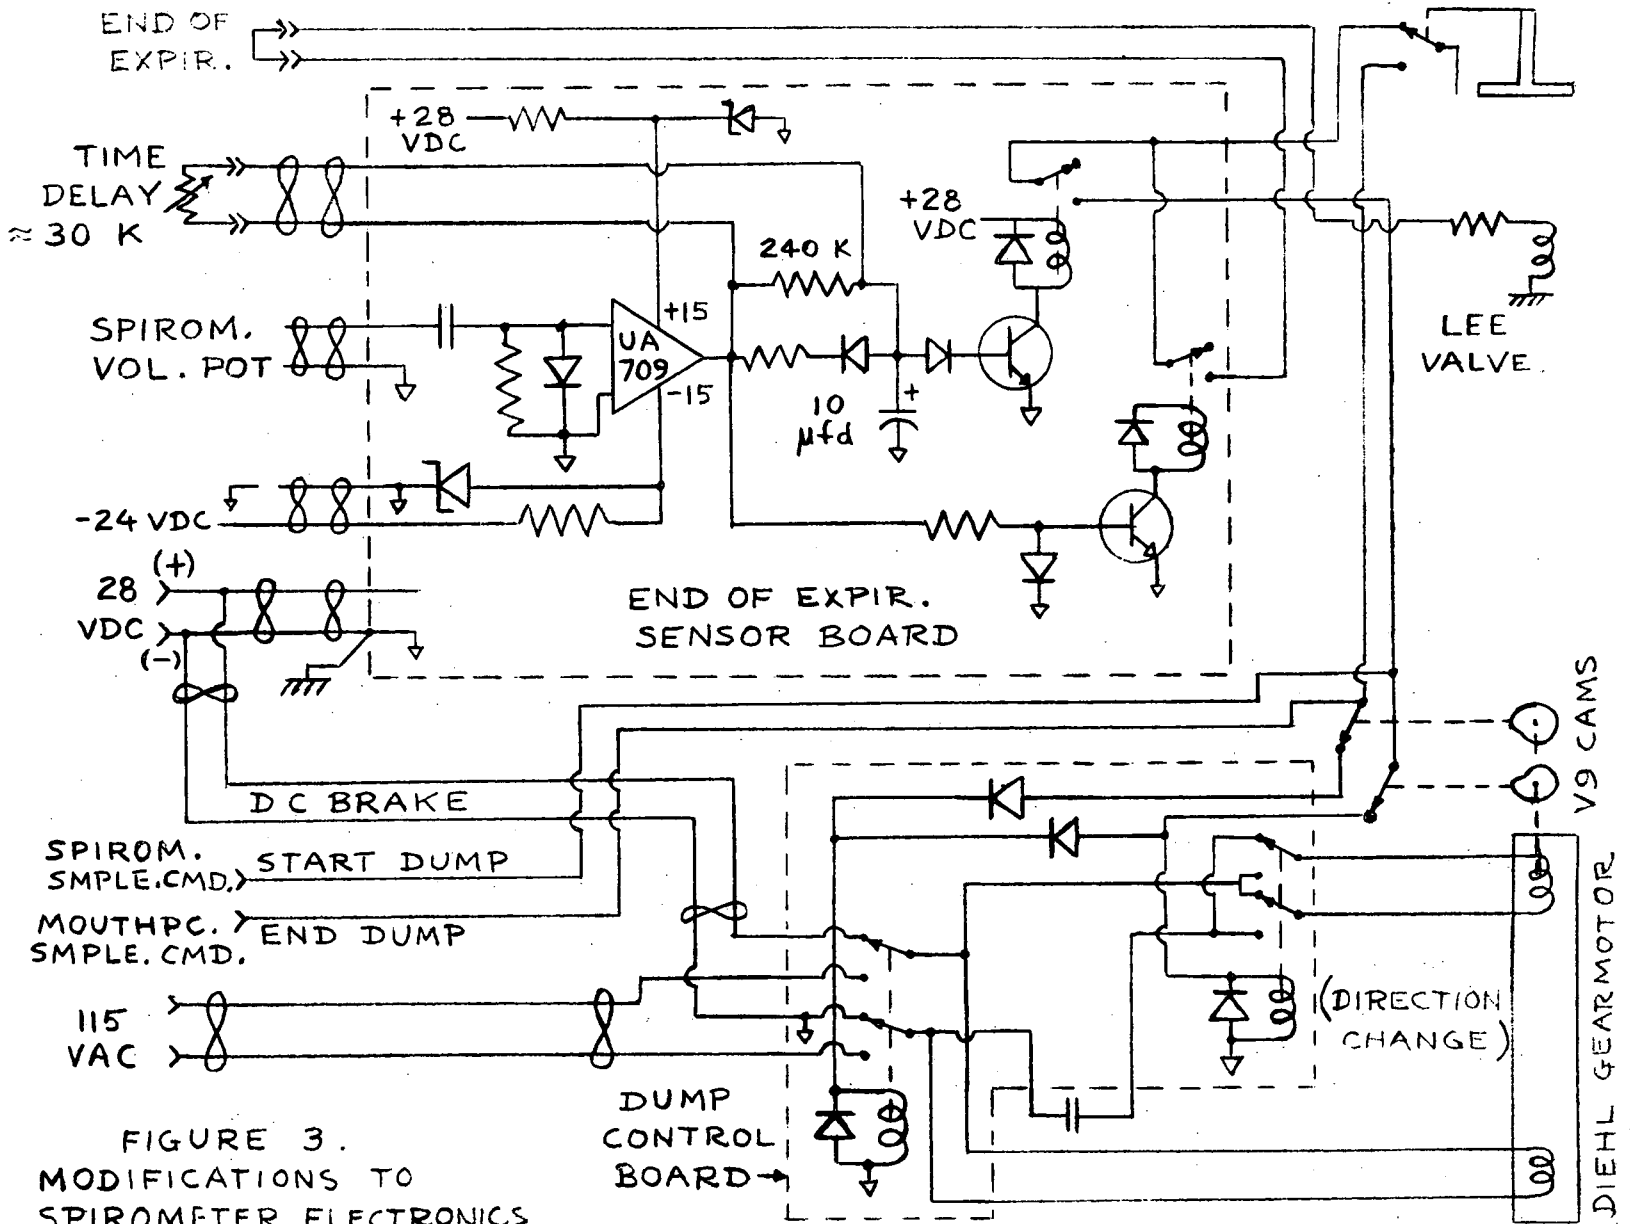 END OF
EXPIR.
+28
VDC
TIME
DELAY
≈ 30 K
+28
VDC
240 K
SPIROM.
VOL. POT
UA
709
+15
-15
10
μfd
+
LEE
VALVE
-24 VDC
(+)
28
VDC
(-)
END OF EXPIR.
SENSOR BOARD
V9 CAMS
DC BRAKE
SPIROM.
SMPLE.CMD.
START DUMP
MOUTHPC.
SMPLE.CMD.
END DUMP
115
VAC
(DIRECTION
CHANGE)
DIEHL GEARMOTOR
DUMP
CONTROL
BOARD
FIGURE 3.
MODIFICATIONS TO
SPIROMETER ELECTRONICS